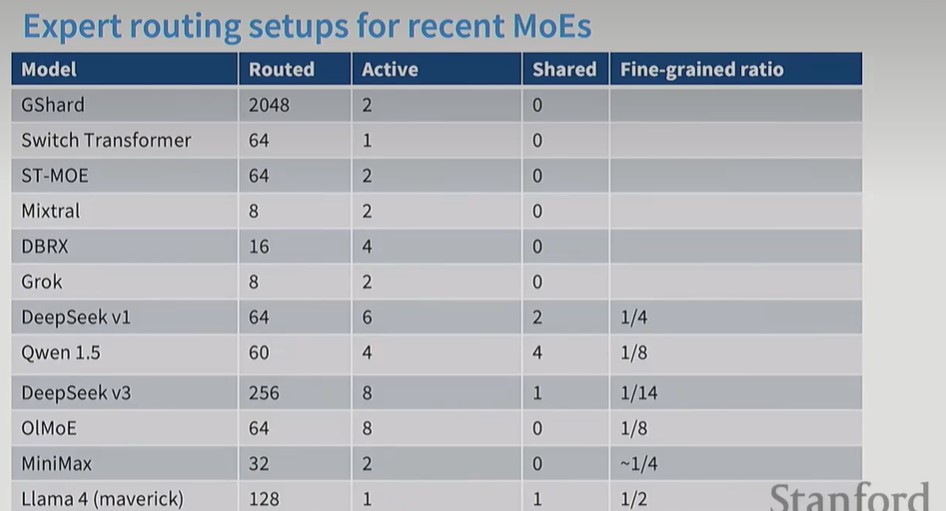 Expert routing setups for recent MoEs
Model Routed Active Shared Fine-grained ratio
GShard 2048 2 0
Switch Transformer 64 1 0
ST-MOE 64 2 0
Mixtral 8 2 0
DBRX 16 4 0
Grok 8 2 0
DeepSeek v1 64 6 2 1/4
Qwen 1.5 60 4 4 1/8
DeepSeek v3 256 8 1 1/14
OlMoE 64 8 0 1/8
MiniMax 32 2 0 ~1/4
Llama 4 (maverick) 128 1 1 1/2
Stanford